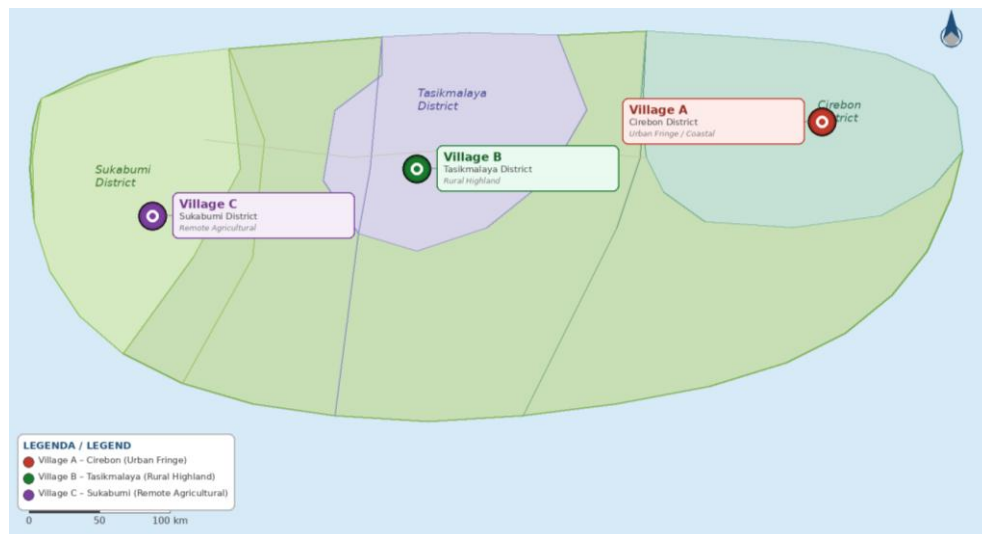 Tasikmalaya
District
Village A
Cirebon District
Urban Fringe / Coastal
Cirebon
Village B
Tasikmalaya District
Rural Highland
Sukabumi
District
Village C
Sukabumi District
Remote Agricultural
LEGENDA / LEGEND
Village A – Cirebon (Urban Fringe)
Village B – Tasikmalaya (Rural Highland)
Village C – Sukabumi (Remote Agricultural)
0 50 100 km